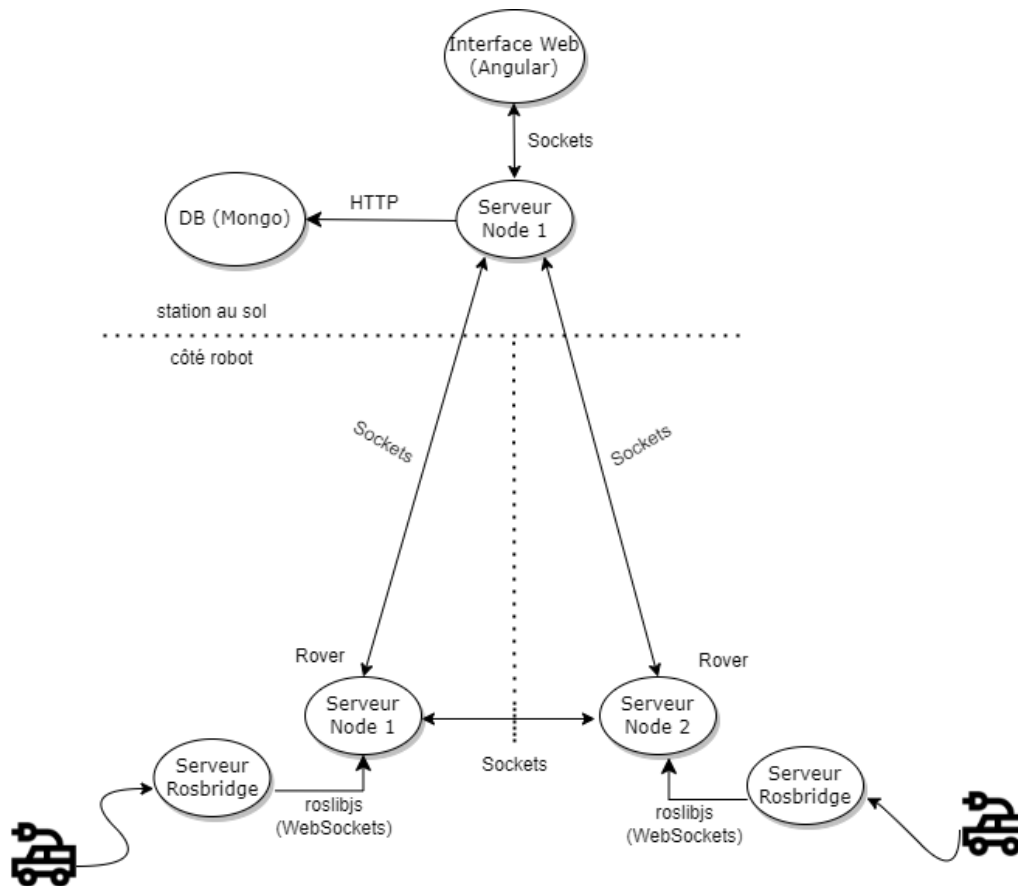 Interface Web
(Angular)
Sockets
HTTP
DB (Mongo)
Serveur
Node 1
station au sol
côté robot
Sockets
Sockets
Rover
Rover
Serveur
Node 1
Serveur
Node 2
Sockets
Serveur
Rosbridge
roslibjs
(WebSockets)
roslibjs
(WebSockets)
Serveur
Rosbridge